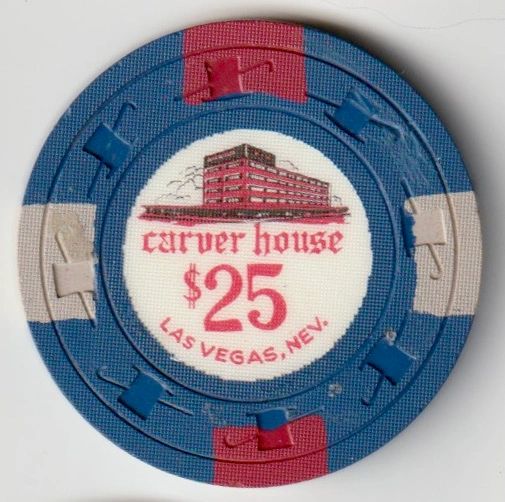 carver house
$25
LAS VEGAS, NEV.